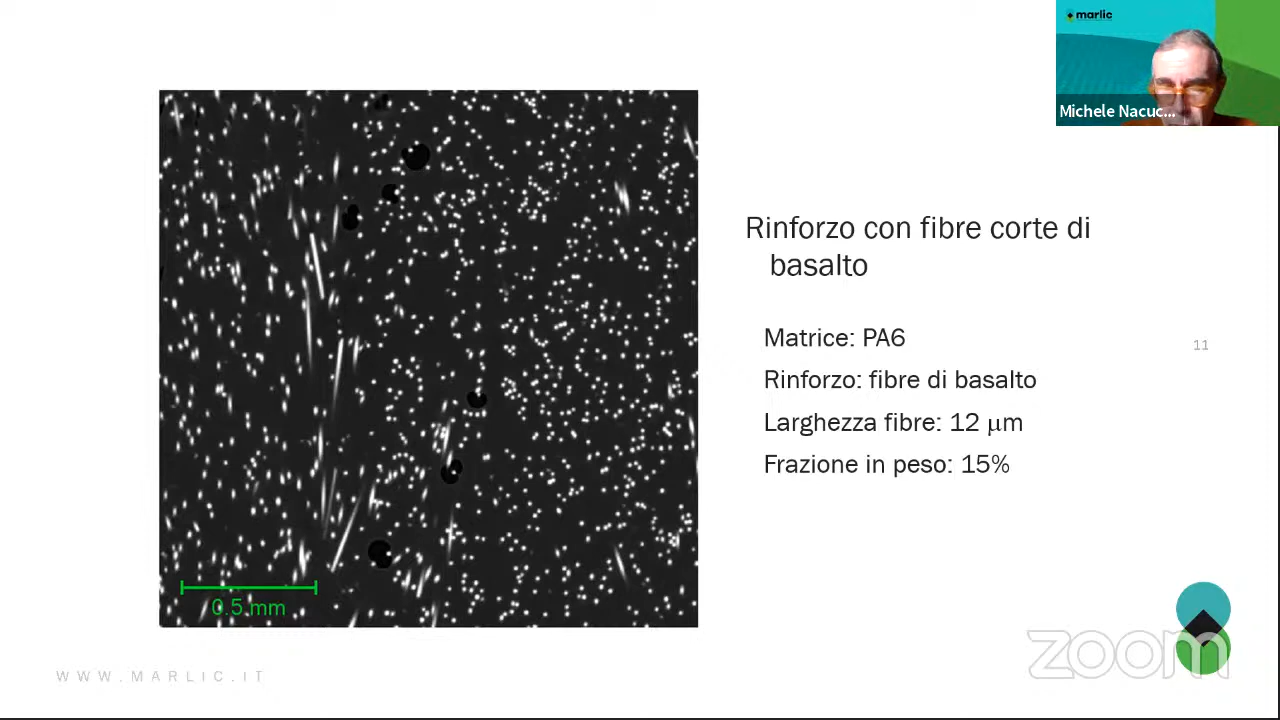 marlic
Michele Nacuc...
Rinforzo con fibre corte di
basalto
Matrice: PA6
11
Rinforzo: fibre di basalto
Larghezza fibre: 12 μm
Frazione in peso: 15%
0.5 mm
zoom
WWW.MARLIC.IT